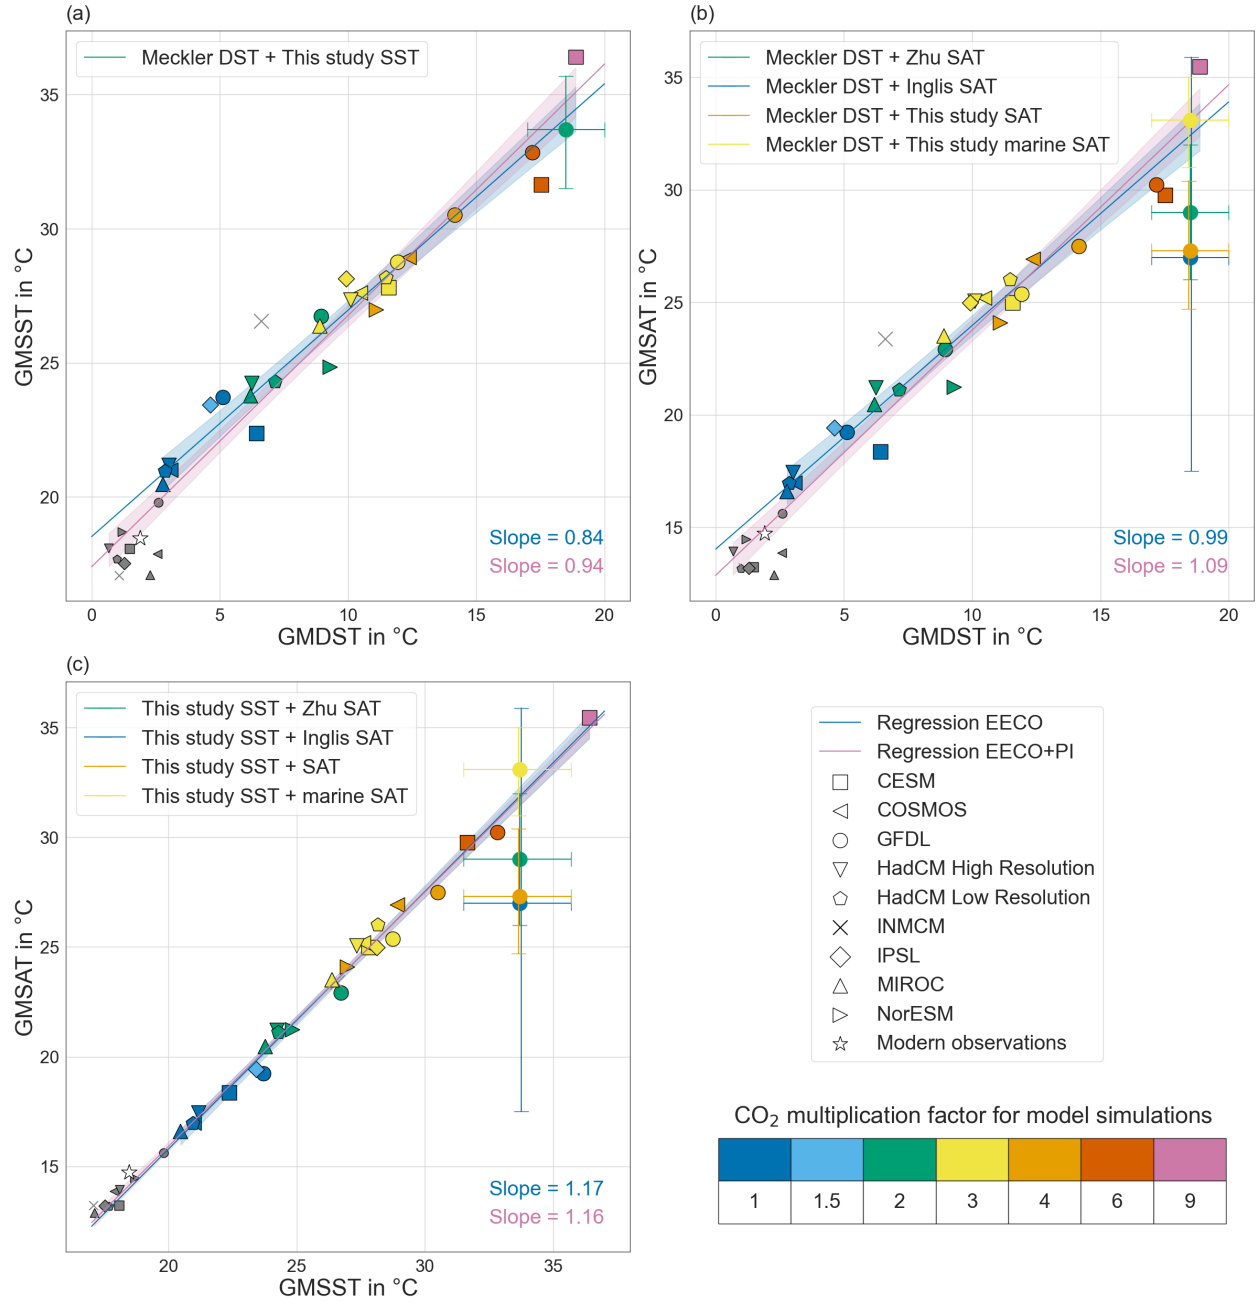 (a)
Meckler DST + This study SST
35
30
25
20
GMSST in °C
Slope = 0.84
Slope = 0.94
0 5 10 15 20
GMDST in °C
(b)
Meckler DST + Zhu SAT
Meckler DST + Inglis SAT
Meckler DST + This study SAT
Meckler DST + This study marine SAT
35
30
25
20
15
GMSAT in °C
Slope = 0.99
Slope = 1.09
0 5 10 15 20
GMDST in °C
(c)
This study SST + Zhu SAT
This study SST + Inglis SAT
This study SST + SAT
This study SST + marine SAT
35
30
25
20
15
GMSAT in °C
Slope = 1.17
Slope = 1.16
20 25 30 35
GMSST in °C
Regression EECO
Regression EECO+PI
CESM
COSMOS
GFDL
HadCM High Resolution
HadCM Low Resolution
INMCM
IPSL
MIROC
NorESM
Modern observations
CO₂ multiplication factor for model simulations
1 1.5 2 3 4 6 9